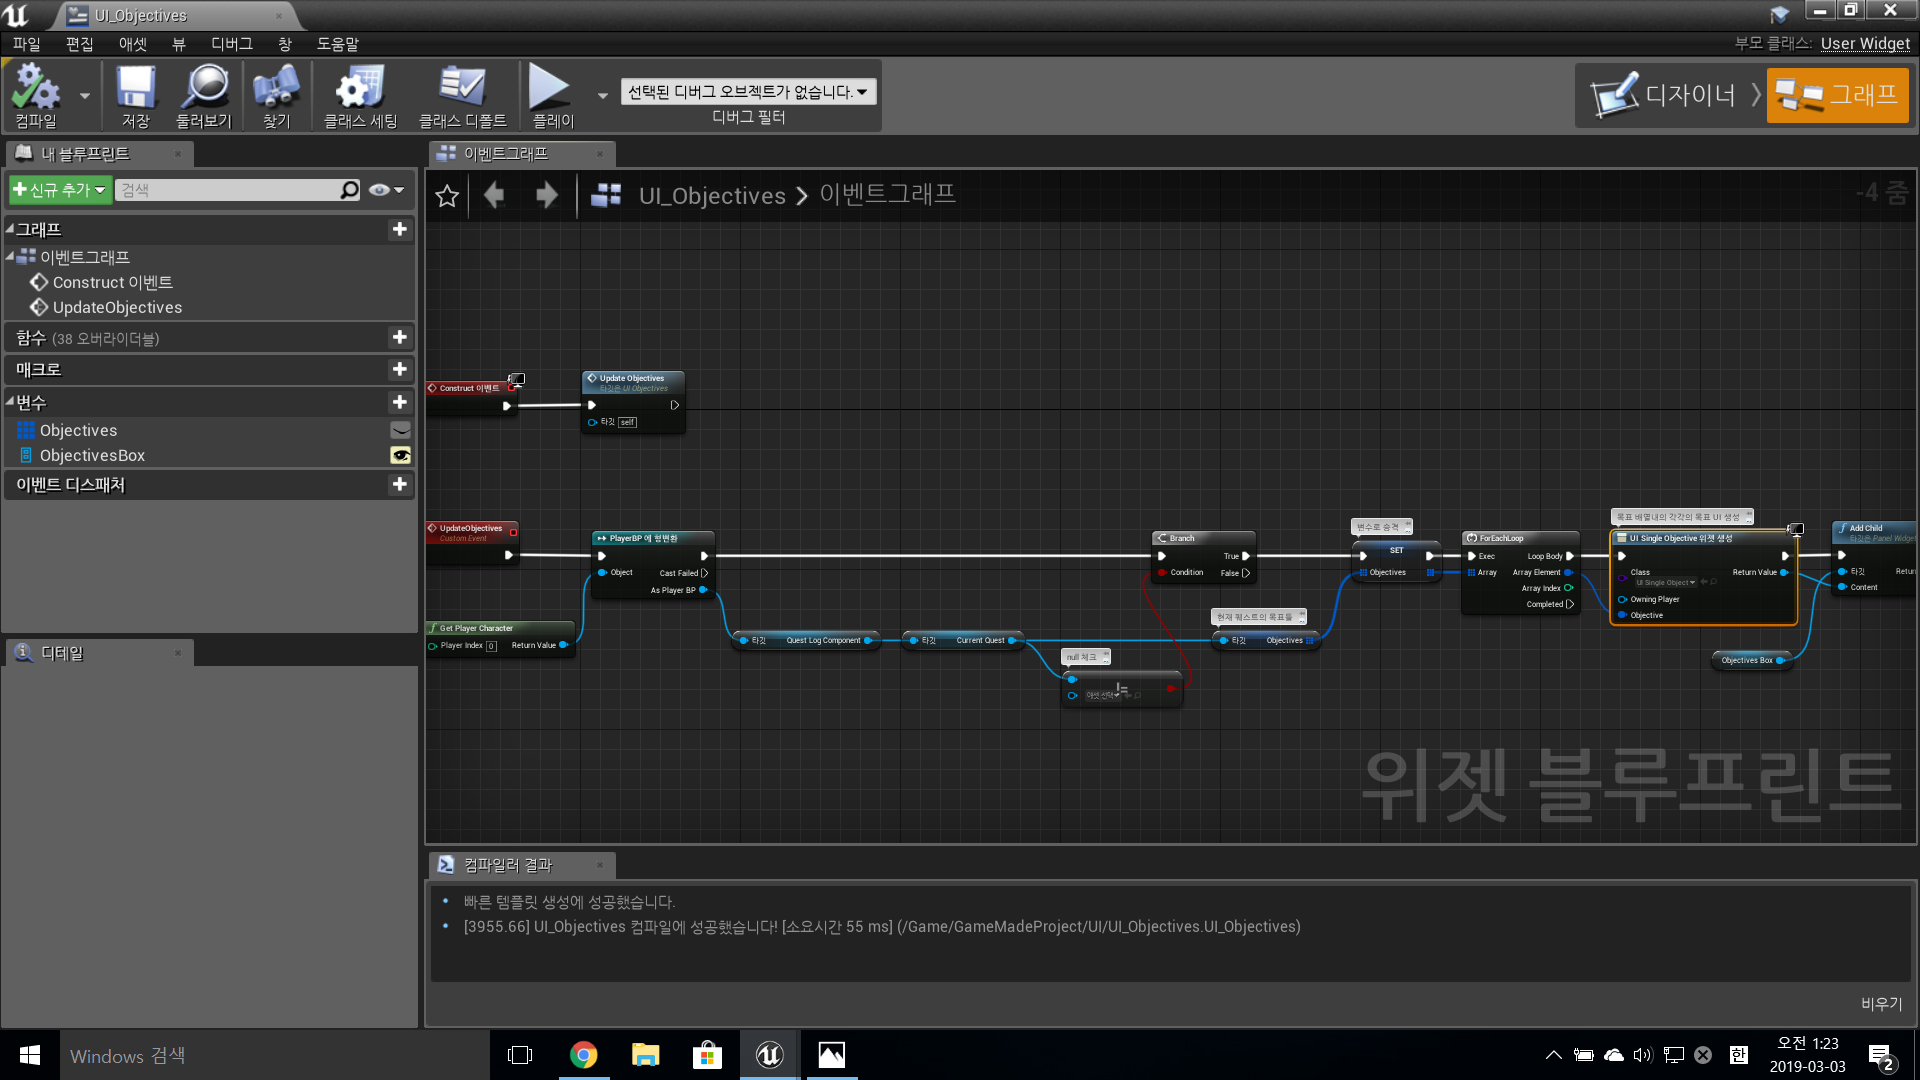 UI_Objectives
파일 편집 애셋 뷰 디버그 창 도움말
부모 클래스: User Widget
컴파일
저장
둘러보기
찾기
클래스 세팅
클래스 디폴트
플레이
선택된 디버그 오브젝트가 없습니다.
디버그 필터
디자이너
그래프
내 블루프린트
신규 추가
검색
그래프
이벤트그래프
Construct 이벤트
UpdateObjectives
함수 (38 오버라이더블)
매크로
변수
Objectives
ObjectivesBox
이벤트 디스패처
디테일
이벤트그래프
UI_Objectives > 이벤트그래프
-4 줌
Construct 이벤트
Update Objectives
타깃은 UI Objectives
타깃 self
UpdateObjectives
Custom Event
PlayerBP 에 형변환
Object
Cast Failed
As Player BP
Get Player Character
Player Index 0
Return Value
타깃 Quest Log Component
타깃 Current Quest
null 체크
!=
애셋 선택
Branch
True
Condition
False
현재 퀘스트의 목표들
타깃 Objectives
변수로 승격
SET
Objectives
ForEachLoop
Exec
Loop Body
Array
Array Element
Array Index
Completed
목표 배열내의 각각의 목표 UI 생성
UI Single Objective 위젯 생성
Class
UI Single Object
Return Value
Owning Player
Objective
Objectives Box
Add Child
타깃은 Panel Widget
타깃
Retur
Content
위젯 블루프린트
컴파일러 결과
빠른 템플릿 생성에 성공했습니다.
[3955.66] UI_Objectives 컴파일에 성공했습니다! [소요시간 55 ms] (/Game/GameMadeProject/UI/UI_Objectives.UI_Objectives)
비우기
Windows 검색
한
오전 1:23
2019-03-03
2